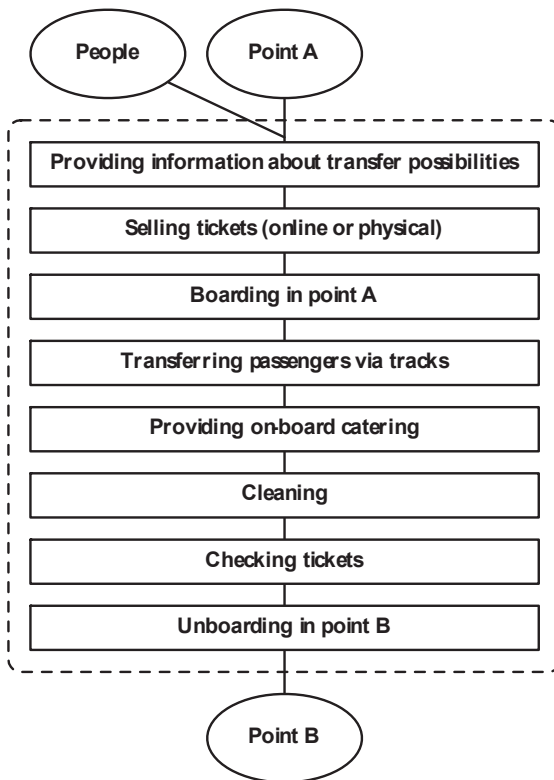 People
Point A
Providing information about transfer possibilities
Selling tickets (online or physical)
Boarding in point A
Transferring passengers via tracks
Providing on-board catering
Cleaning
Checking tickets
Unboarding in point B
Point B